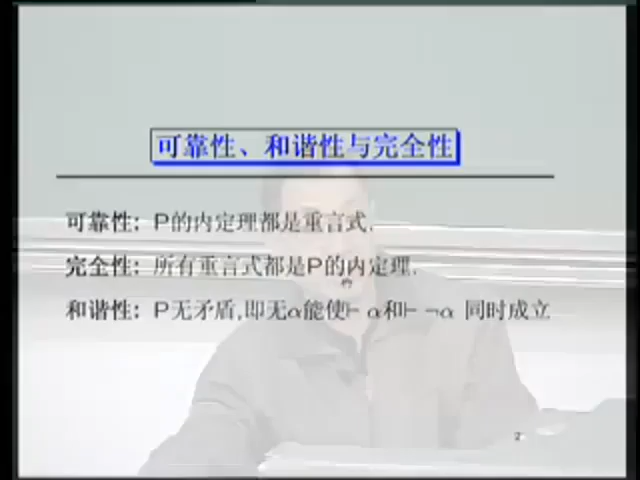 可靠性、和谐性与完全性
可靠性: P的内定理都是重言式.
完全性: 所有重言式都是P的内定理.
和谐性: P无矛盾,即无α能使⊢α和⊢¬α 同时成立
2